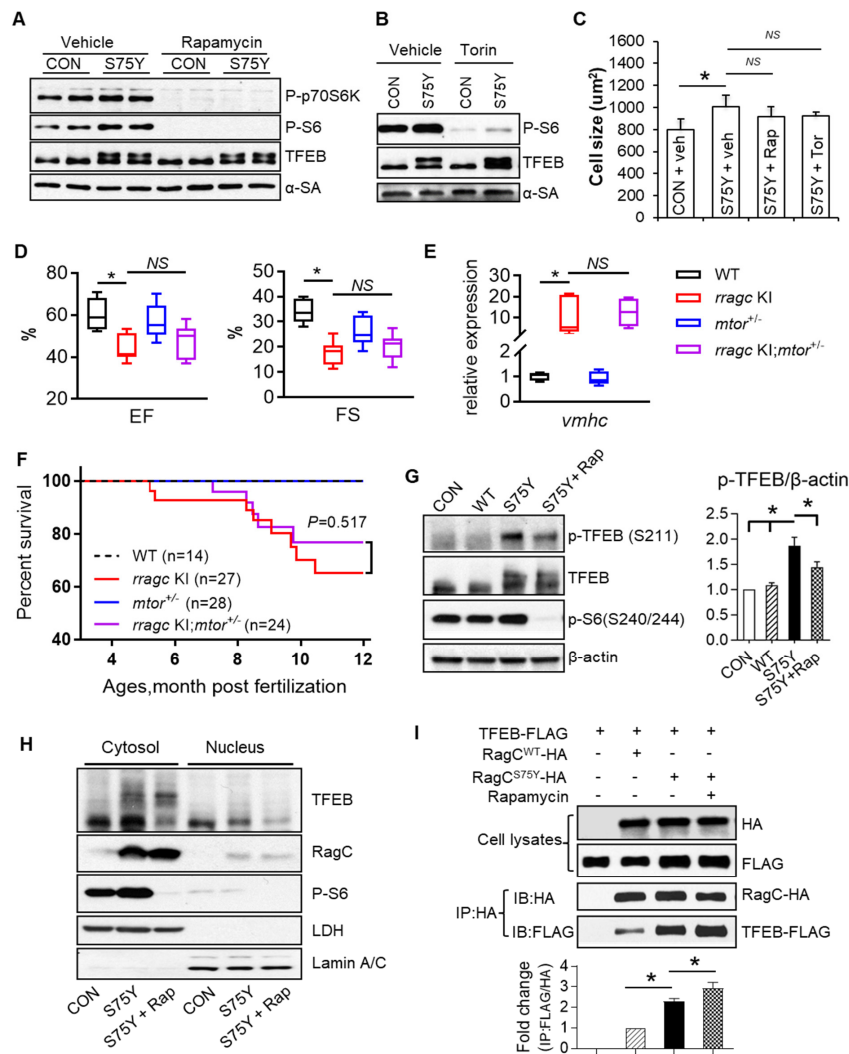 A
Vehicle Rapamycin
CON S75Y CON S75Y
P-p70S6K
P-S6
TFEB
α-SA
B
Vehicle Torin
CON S75Y CON S75Y
P-S6
TFEB
α-SA
C
Cell size (um²)
1600
1400
1200
1000
800
600
400
200
0
* NS NS
CON + veh
S75Y + veh
S75Y + Rap
S75Y + Tor
D
%
80
60
40
20
* NS
EF
%
50
40
30
20
10
0
* NS
FS
E
relative expression
30
20
10
2
1
0
* NS
vmhc
WT
rragc KI
mtor+/-
rragc KI;mtor+/-
F
Percent survival
100
80
60
40
P=0.517
WT (n=14)
rragc KI (n=27)
mtor+/- (n=28)
rragc KI;mtor+/- (n=24)
4 6 8 10 12
Ages,month post fertilization
G
CON WT S75Y S75Y+Rap
p-TFEB (S211)
TFEB
p-S6(S240/244)
β-actin
p-TFEB/β-actin
2.5
2.0
1.5
1.0
0.5
0.0
* *
CON WT S75Y S75Y+Rap
H
Cytosol Nucleus
TFEB
RagC
P-S6
LDH
Lamin A/C
CON S75Y S75Y + Rap CON S75Y S75Y + Rap
I
TFEB-FLAG + + + +
RagCWT-HA - + - -
RagCS75Y-HA - - + +
Rapamycin - - - +
Cell lysates
HA
FLAG
IP:HA
IB:HA RagC-HA
IB:FLAG TFEB-FLAG
Fold change
(IP:FLAG/HA)
4
3
2
1
0
* *